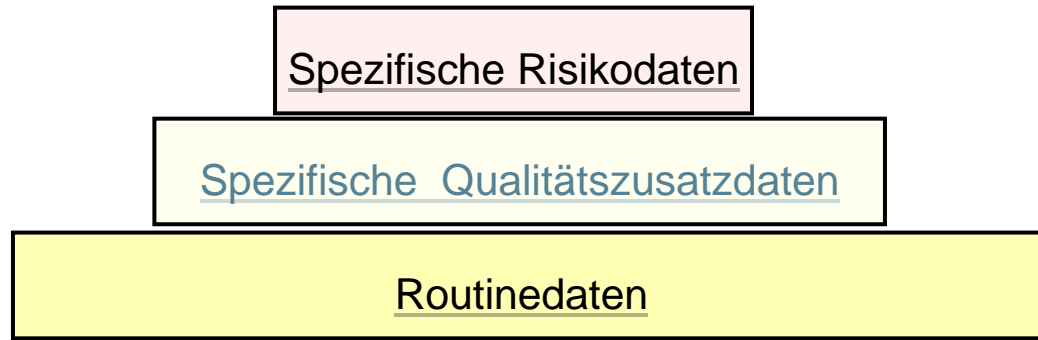 Spezifische Risikodaten
Spezifische Qualitätszusatzdaten
Routinedaten